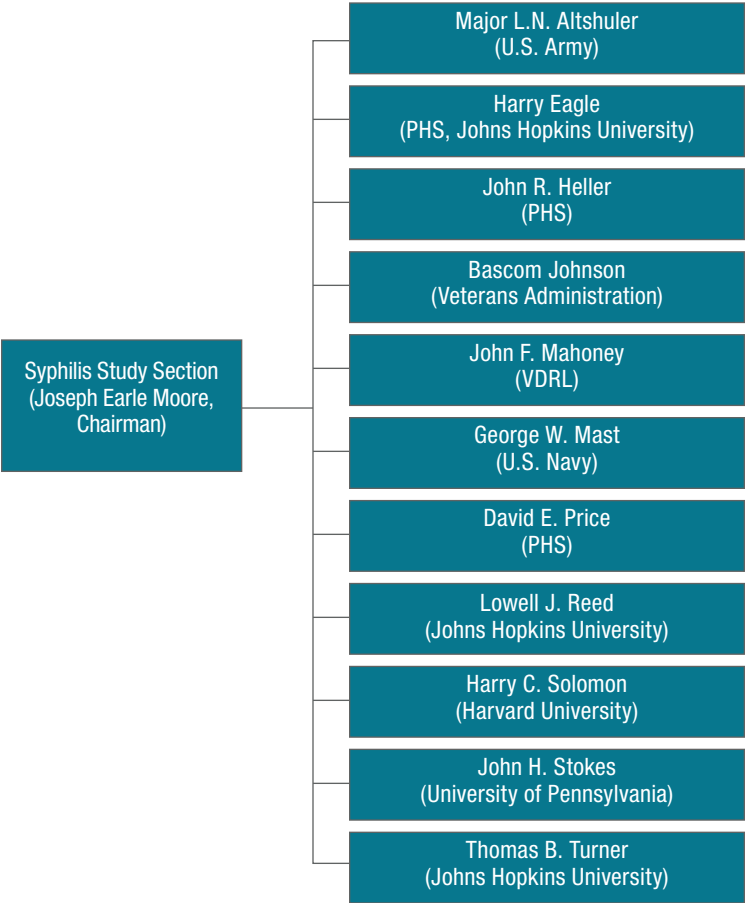 Syphilis Study Section
(Joseph Earle Moore,
Chairman)
Major L.N. Altshuler
(U.S. Army)
Harry Eagle
(PHS, Johns Hopkins University)
John R. Heller
(PHS)
Bascom Johnson
(Veterans Administration)
John F. Mahoney
(VDRL)
George W. Mast
(U.S. Navy)
David E. Price
(PHS)
Lowell J. Reed
(Johns Hopkins University)
Harry C. Solomon
(Harvard University)
John H. Stokes
(University of Pennsylvania)
Thomas B. Turner
(Johns Hopkins University)